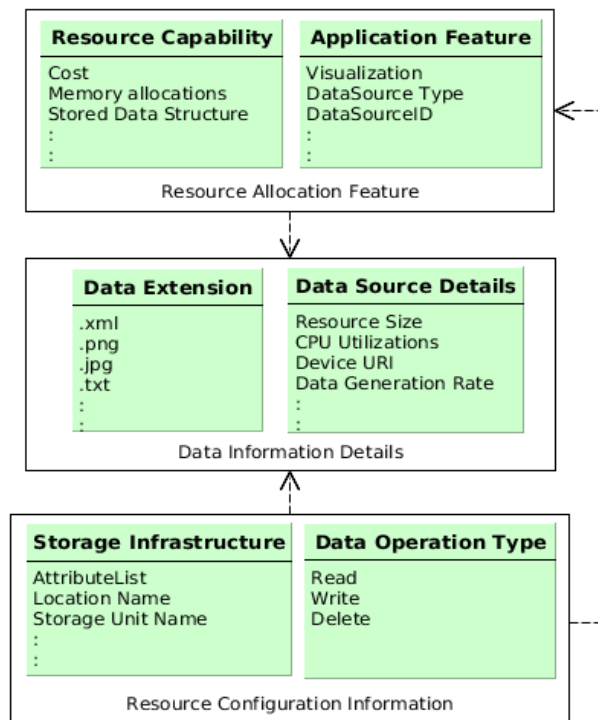 Resource Capability
Cost
Memory allocations
Stored Data Structure
:
:
Application Feature
Visualization
DataSource Type
DataSourceID
:
:
Resource Allocation Feature
Data Extension
.xml
.png
.jpg
.txt
:
:
Data Source Details
Resource Size
CPU Utilizations
Device URI
Data Generation Rate
:
:
Data Information Details
Storage Infrastructure
AttributeList
Location Name
Storage Unit Name
:
:
Data Operation Type
Read
Write
Delete
Resource Configuration Information